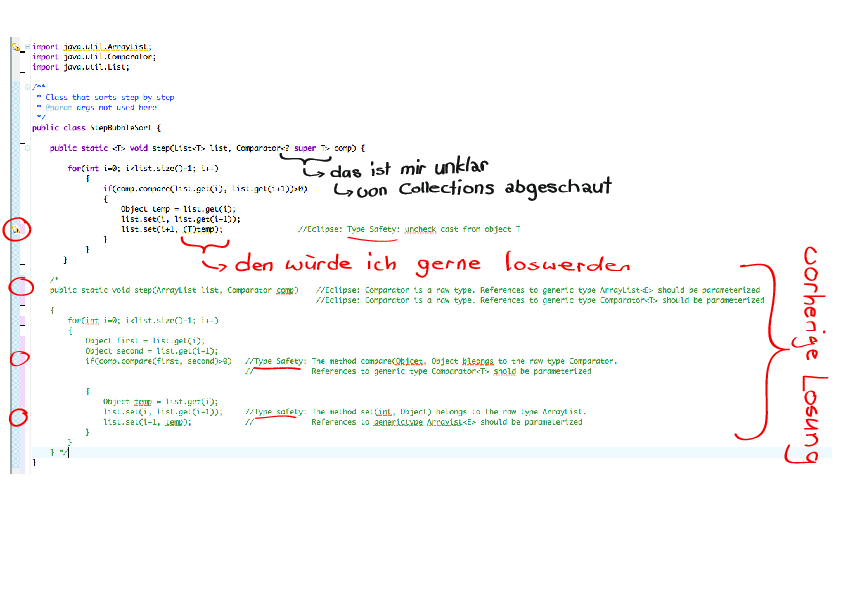 import java.util.ArrayList;
import java.util.Comparator;
import java.util.List;
/**
* Class that sorts step by step
* @param args not used here
*/
public class StepBubbleSort {
public static <T> void step(List<T> list, Comparator<? super T> comp) {
das ist mir unklar
for(int i=0; i<list.size()-1; i++)
{
von Collections abgeschaut
if(comp.compare(list.get(i), list.get(i+1))>0)
{
Object temp = list.get(i);
list.set(i, list.get(i+1));
list.set(i+1, (T)temp); //Eclipse: Type Safety: uncheck cast from object T
}
}
}
den würde ich gerne loswerden
/*
public static void step(ArrayList list, Comparator comp) //Eclipse: Comparator is a raw type. References to generic type ArrayList<E> should be parameterized
//Eclipse: Comparator is a raw type. References to generic type Comparator<T> should be parameterized
{
for(int i=0; i<list.size()-1; i++)
{
Object first = list.get(i);
Object second = list.get(i+1);
if(comp.compare(first, second)>0) //Type Safety: The method compare(Objcet, Object bleongs to the raw type Comparator.
// References to generic type Comparator<T> shold be parameterized
{
Object temp = list.get(i);
list.set(i, list.get(i+1)); //Type safety: The method set(int, Object) belongs to the raw type ArrayList.
list.set(i+1, temp); // References to generictype Arraylist<E> should be parameterized
}
}
} */
}
vorherige Lösung